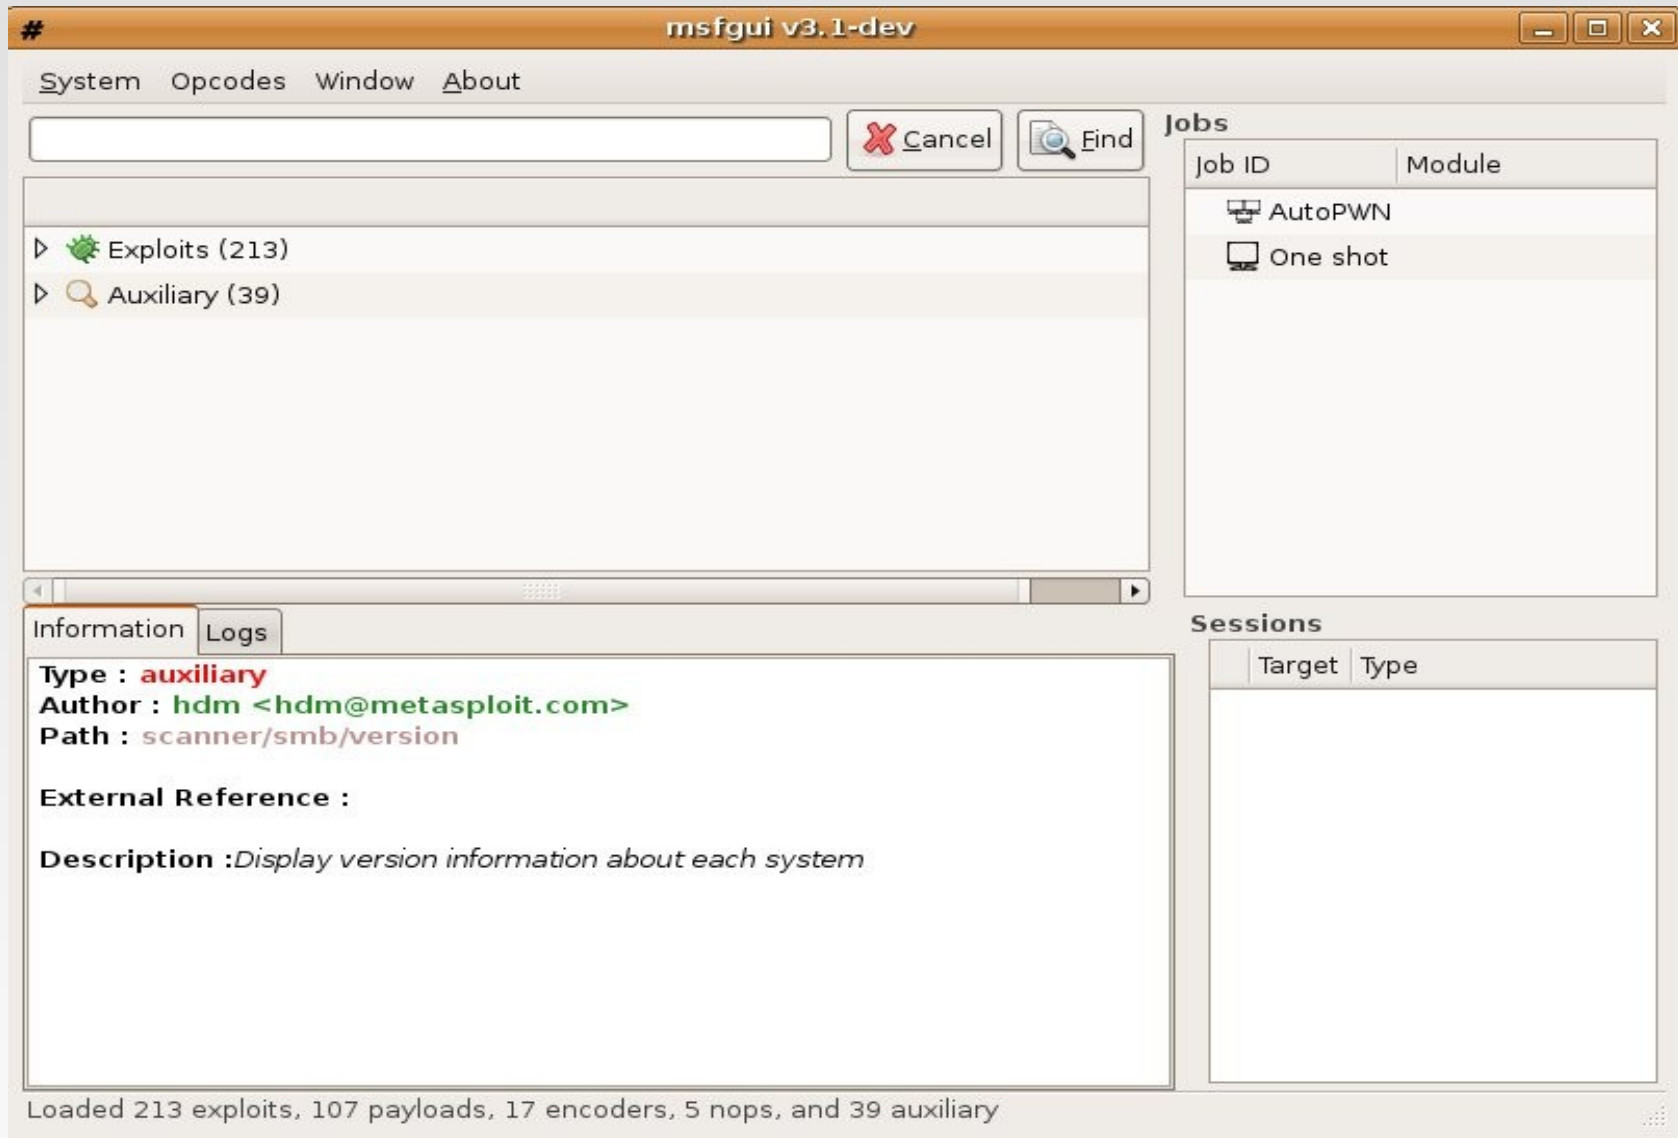 # msfgui v3.1-dev
System Opcodes Window About
Cancel Find
Exploits (213)
Auxiliary (39)
Jobs
Job ID Module
AutoPWN
One shot
Information Logs
Type : auxiliary
Author : hdm <hdm@metasploit.com>
Path : scanner/smb/version
External Reference :
Description :Display version information about each system
Sessions
Target Type
Loaded 213 exploits, 107 payloads, 17 encoders, 5 nops, and 39 auxiliary